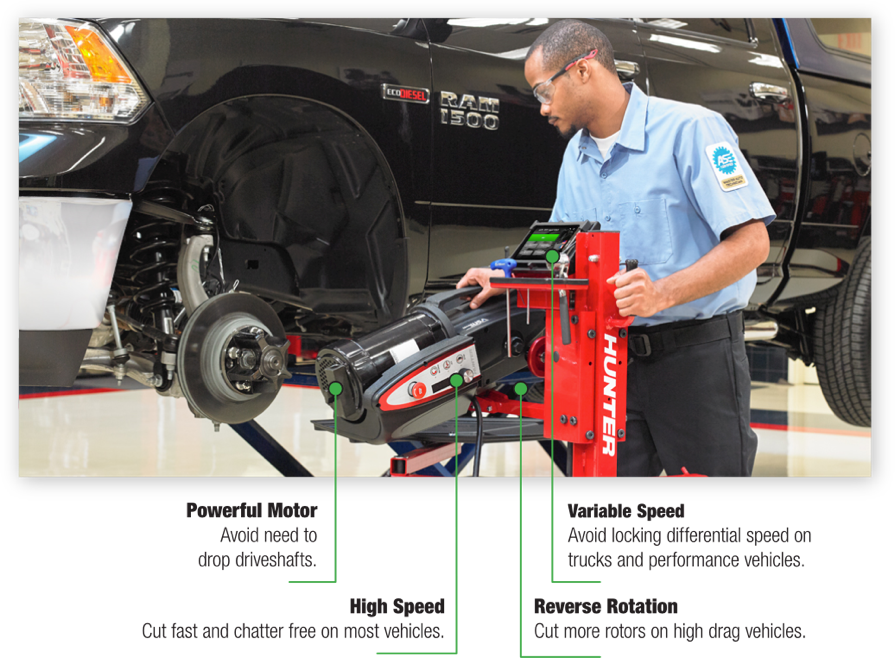 ECODIESEL
RAM
1500
ASE
HUNTER
Powerful Motor
Avoid need to
drop driveshafts.
Variable Speed
Avoid locking differential speed on
trucks and performance vehicles.
High Speed
Cut fast and chatter free on most vehicles.
Reverse Rotation
Cut more rotors on high drag vehicles.